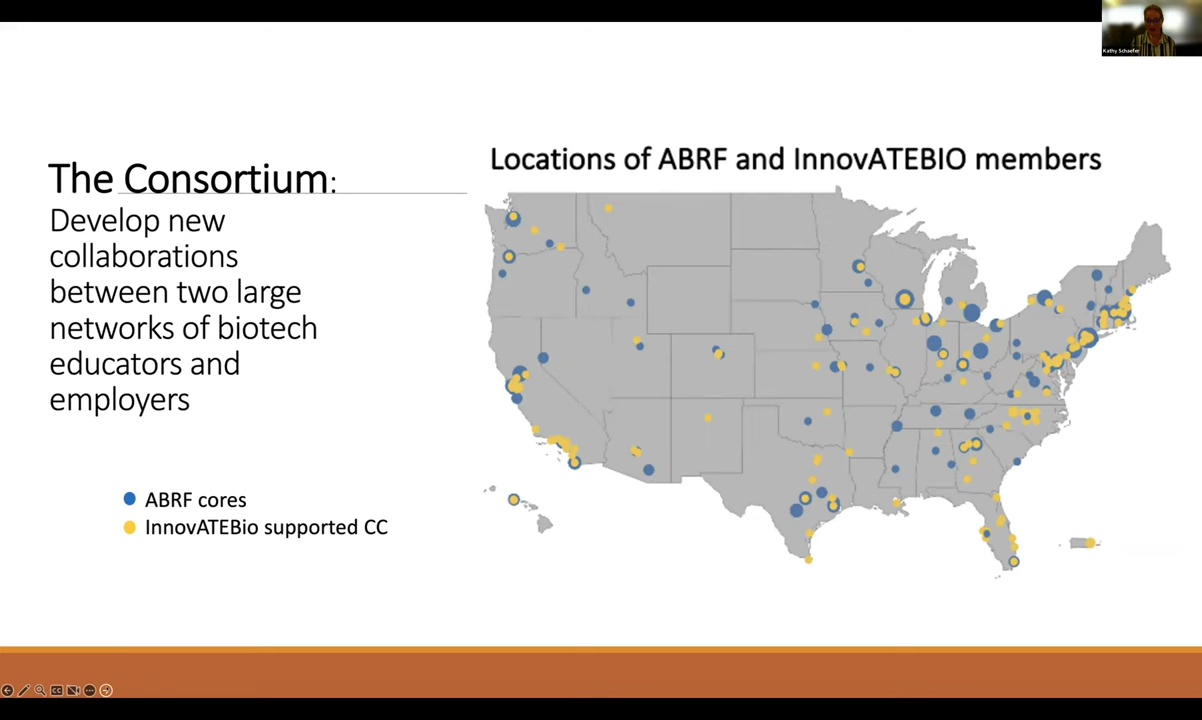 Kathy Schaefer
The Consortium:
Develop new
collaborations
between two large
networks of biotech
educators and
employers
Locations of ABRF and InnovATEBIO members
ABRF cores
InnovATEBio supported CC
CC